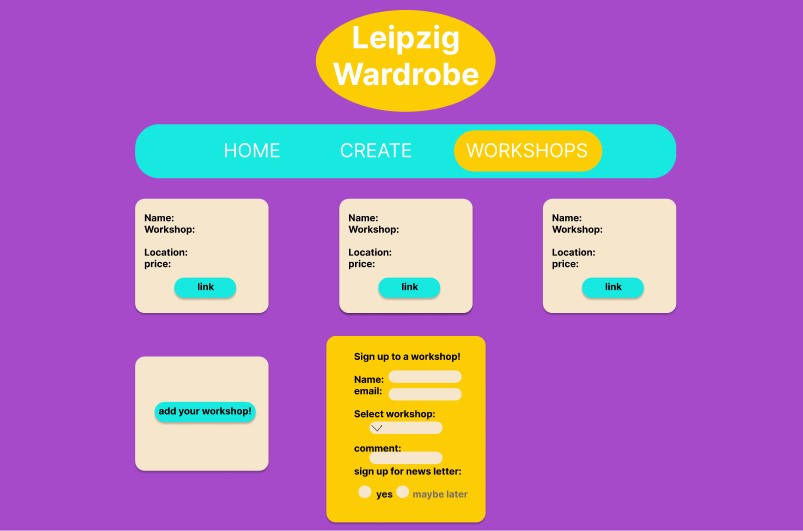 Leipzig
Wardrobe
HOME CREATE WORKSHOPS
Name:
Workshop:
Location:
price:
link
Name:
Workshop:
Location:
price:
link
Name:
Workshop:
Location:
price:
link
add your workshop!
Sign up to a workshop!
Name:
email:
Select workshop:
comment:
sign up for news letter:
yes maybe later